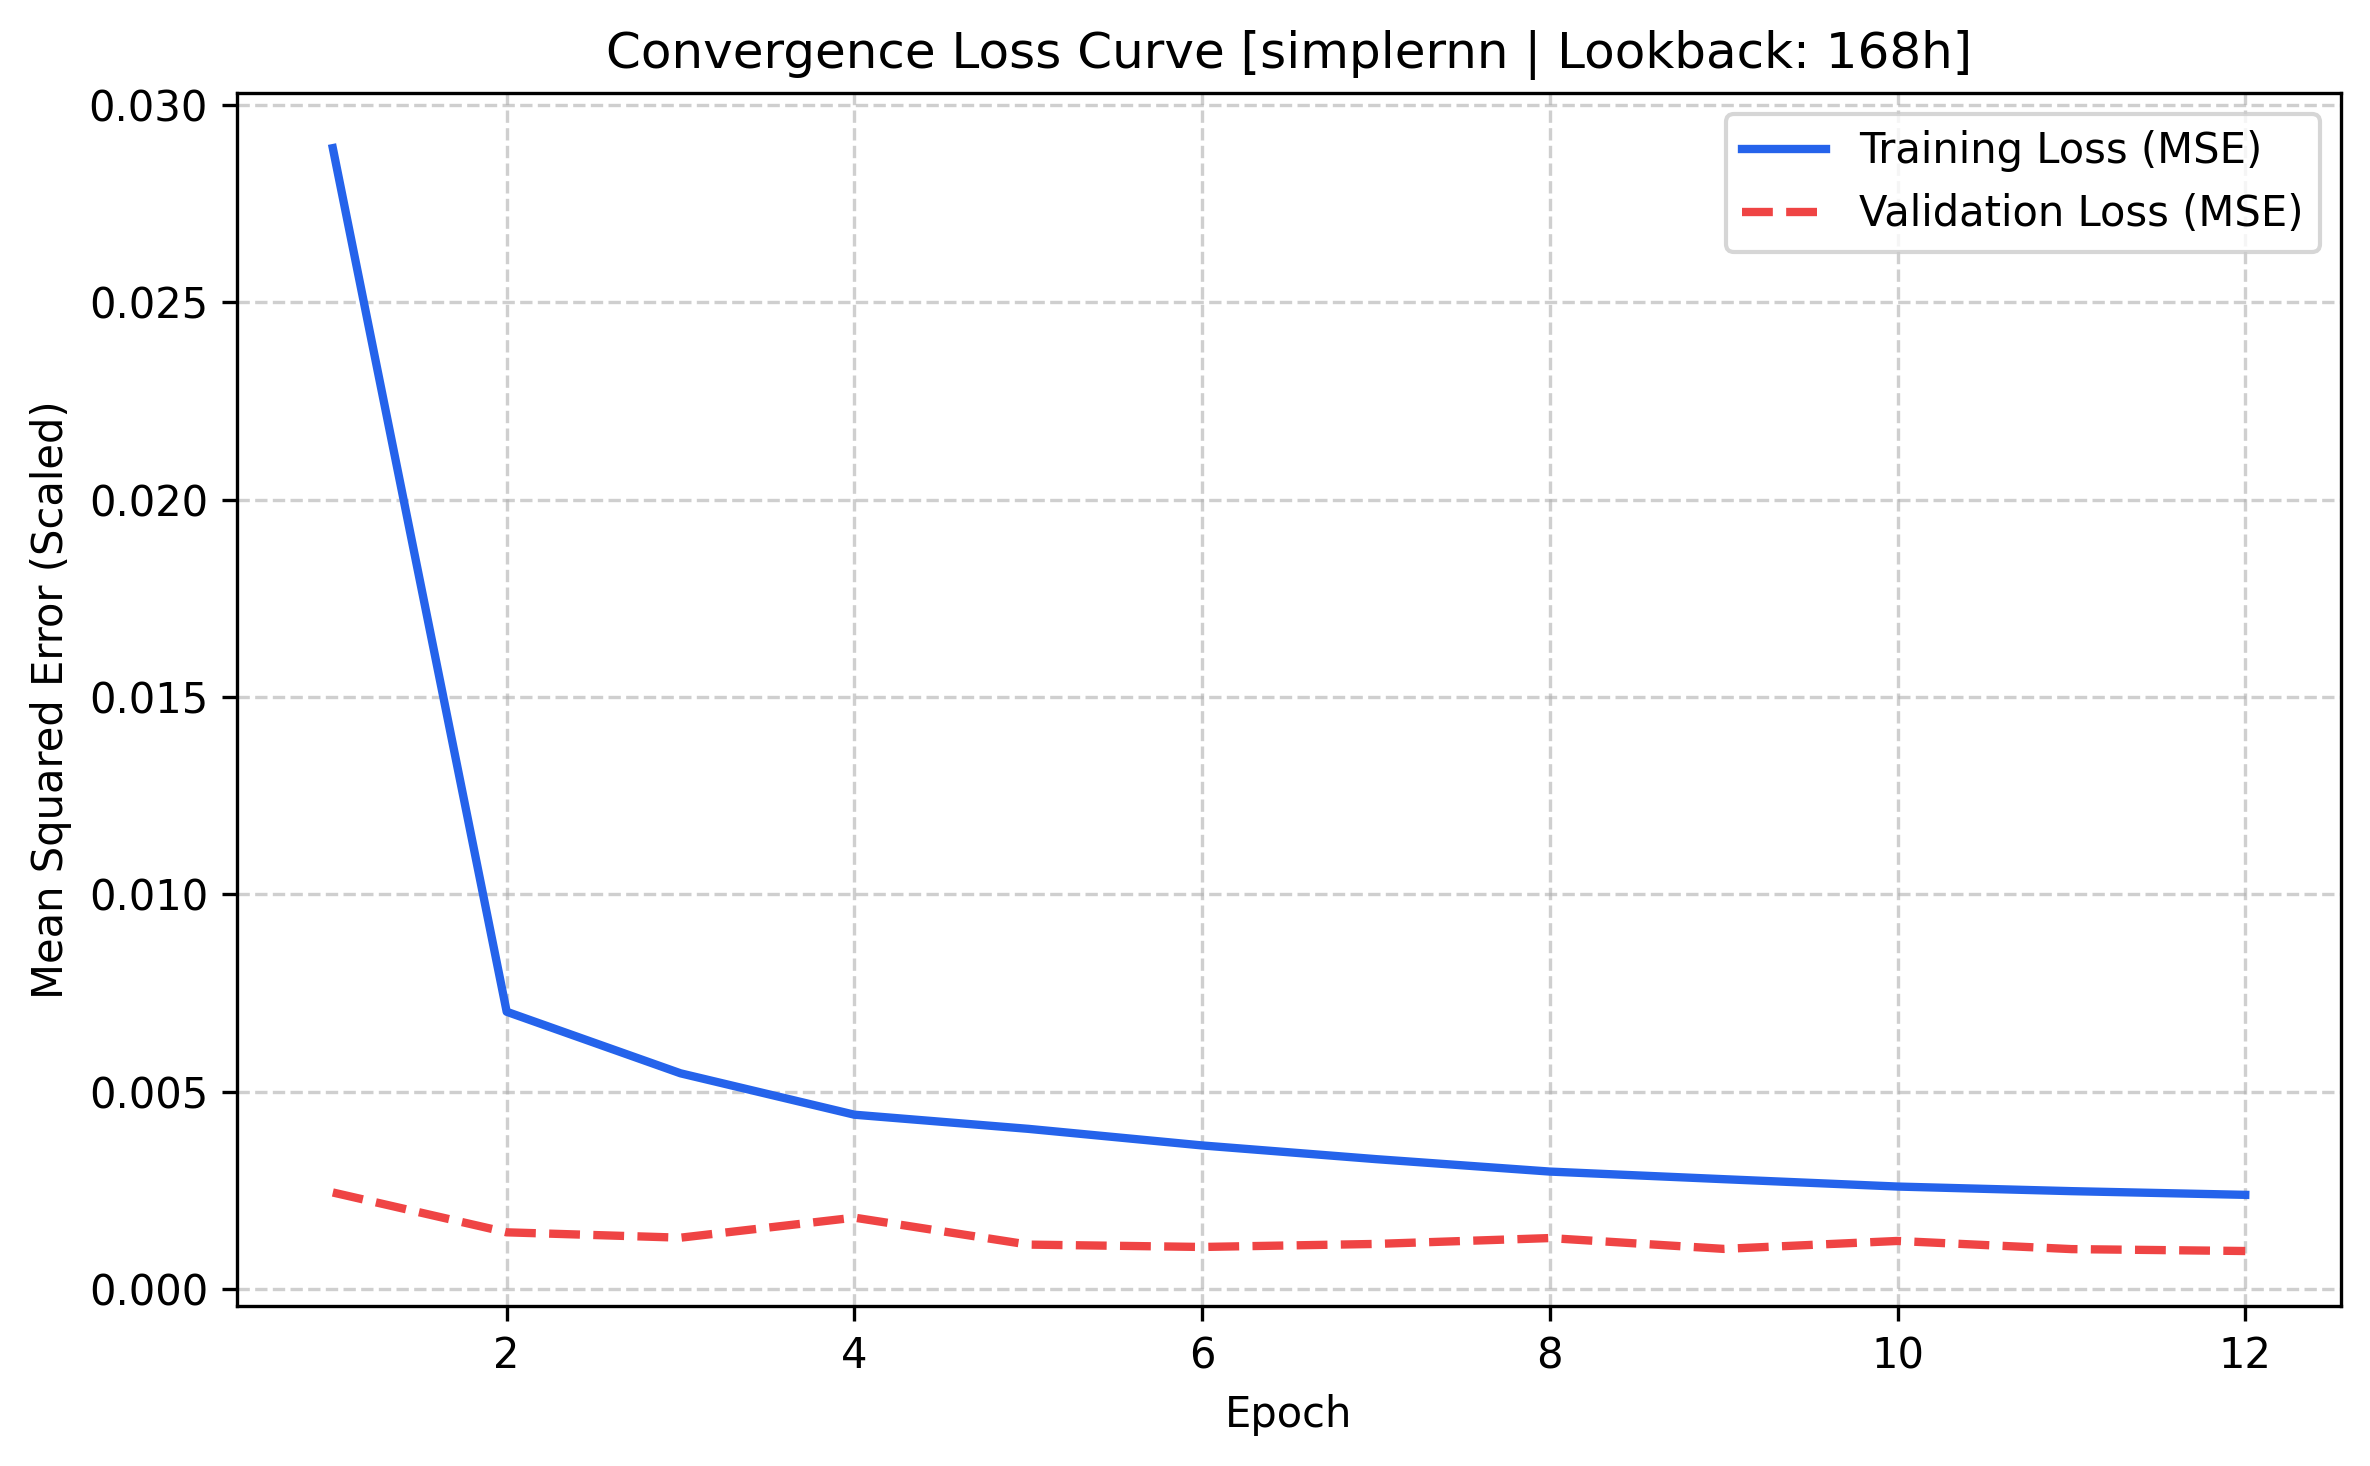 Convergence Loss Curve [simplernn | Lookback: 168h]
Training Loss (MSE)
Validation Loss (MSE)
Mean Squared Error (Scaled)
0.030
0.025
0.020
0.015
0.010
0.005
0.000
2 4 6 8 10 12
Epoch